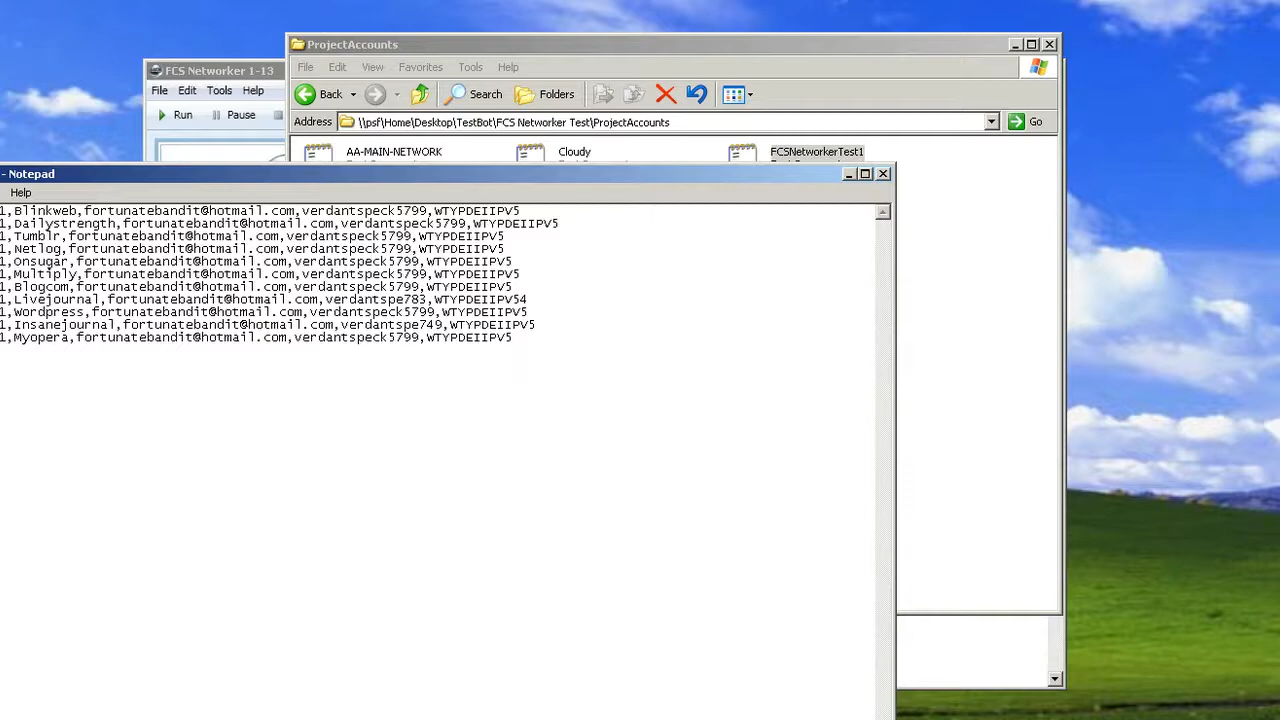 ProjectAccounts
FCS Networker 1-13
File Edit View Favorites Tools Help
File Edit Tools Help
Back Search Folders
Run Pause
Address \\psf\Home\Desktop\TestBot\FCS Networker Test\ProjectAccounts Go
AA-MAIN-NETWORK Cloudy FCSNetworkerTest1
- Notepad
Help
1,Blinkweb,fortunatebandit@hotmail.com,verdantspeck5799,WTYPDEIIPV5
1,Dailystrength,fortunatebandit@hotmail.com,verdantspeck5799,WTYPDEIIPV5
1,Tumblr,fortunatebandit@hotmail.com,verdantspeck5799,WTYPDEIIPV5
1,Netlog,fortunatebandit@hotmail.com,verdantspeck5799,WTYPDEIIPV5
1,Onsugar,fortunatebandit@hotmail.com,verdantspeck5799,WTYPDEIIPV5
1,Multiply,fortunatebandit@hotmail.com,verdantspeck5799,WTYPDEIIPV5
1,Blogcom,fortunatebandit@hotmail.com,verdantspeck5799,WTYPDEIIPV5
1,Livejournal,fortunatebandit@hotmail.com,verdantspe783,WTYPDEIIPV54
1,Wordpress,fortunatebandit@hotmail.com,verdantspeck5799,WTYPDEIIPV5
1,Insanejournal,fortunatebandit@hotmail.com,verdantspe749,WTYPDEIIPV5
1,Myopera,fortunatebandit@hotmail.com,verdantspeck5799,WTYPDEIIPV5